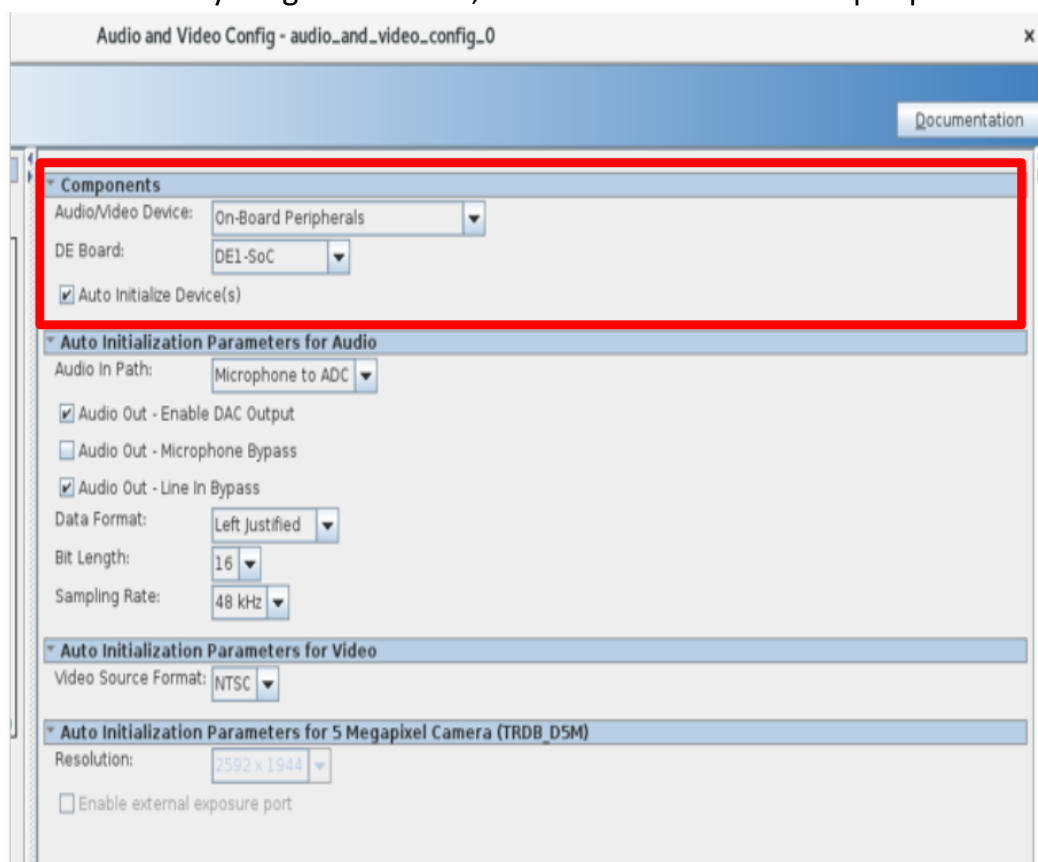 Audio and Video Config - audio_and_video_config_0
x
Documentation
Components
Audio/Video Device: On-Board Peripherals
DE Board: DE1-SoC
Auto Initialize Device(s)
Auto Initialization Parameters for Audio
Audio In Path: Microphone to ADC
Audio Out - Enable DAC Output
Audio Out - Microphone Bypass
Audio Out - Line In Bypass
Data Format: Left Justified
Bit Length: 16
Sampling Rate: 48 kHz
Auto Initialization Parameters for Video
Video Source Format: NTSC
Auto Initialization Parameters for 5 Megapixel Camera (TRDB_D5M)
Resolution: 2592 x 1944
Enable external exposure port